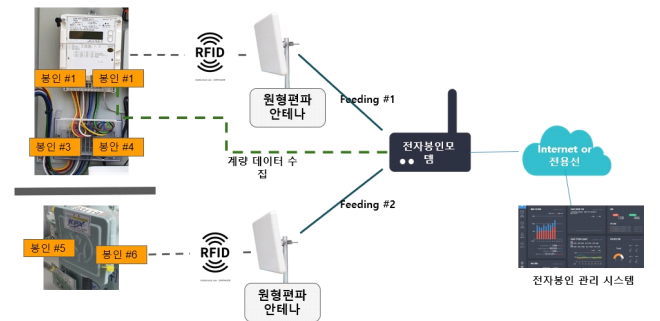 RFID
봉인 #1
봉인 #1
원형편파
안테나
Feeding #1
전자봉인모
뎀
Internet or
전용선
봉인 #3
봉안 #4
계량 데이터 수
집
Feeding #2
봉인 #5
봉인 #6
RFID
원형편파
안테나
전자봉인 관리 시스템